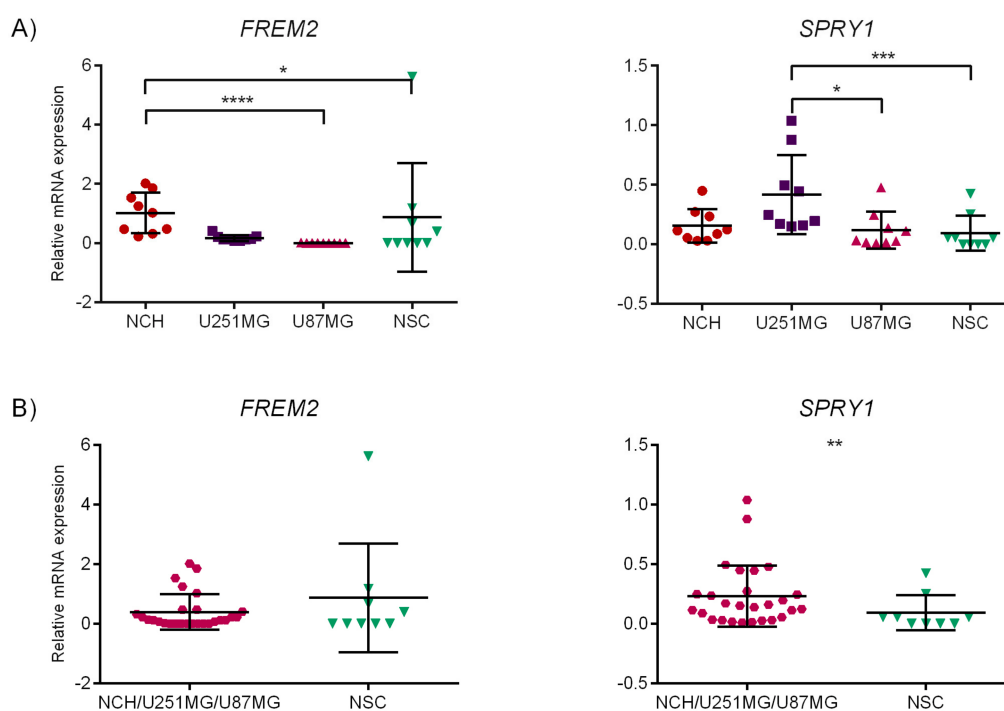 A)
FREM2
SPRY1
Relative mRNA expression
6
4
2
0
-2
*
****
NCH
U251MG
U87MG
NSC
1.5
1.0
0.5
0.0
-0.5
***
*
NCH
U251MG
U87MG
NSC
B)
FREM2
SPRY1
Relative mRNA expression
6
4
2
0
-2
NCH/U251MG/U87MG
NSC
1.5
1.0
0.5
0.0
-0.5
**
NCH/U251MG/U87MG
NSC